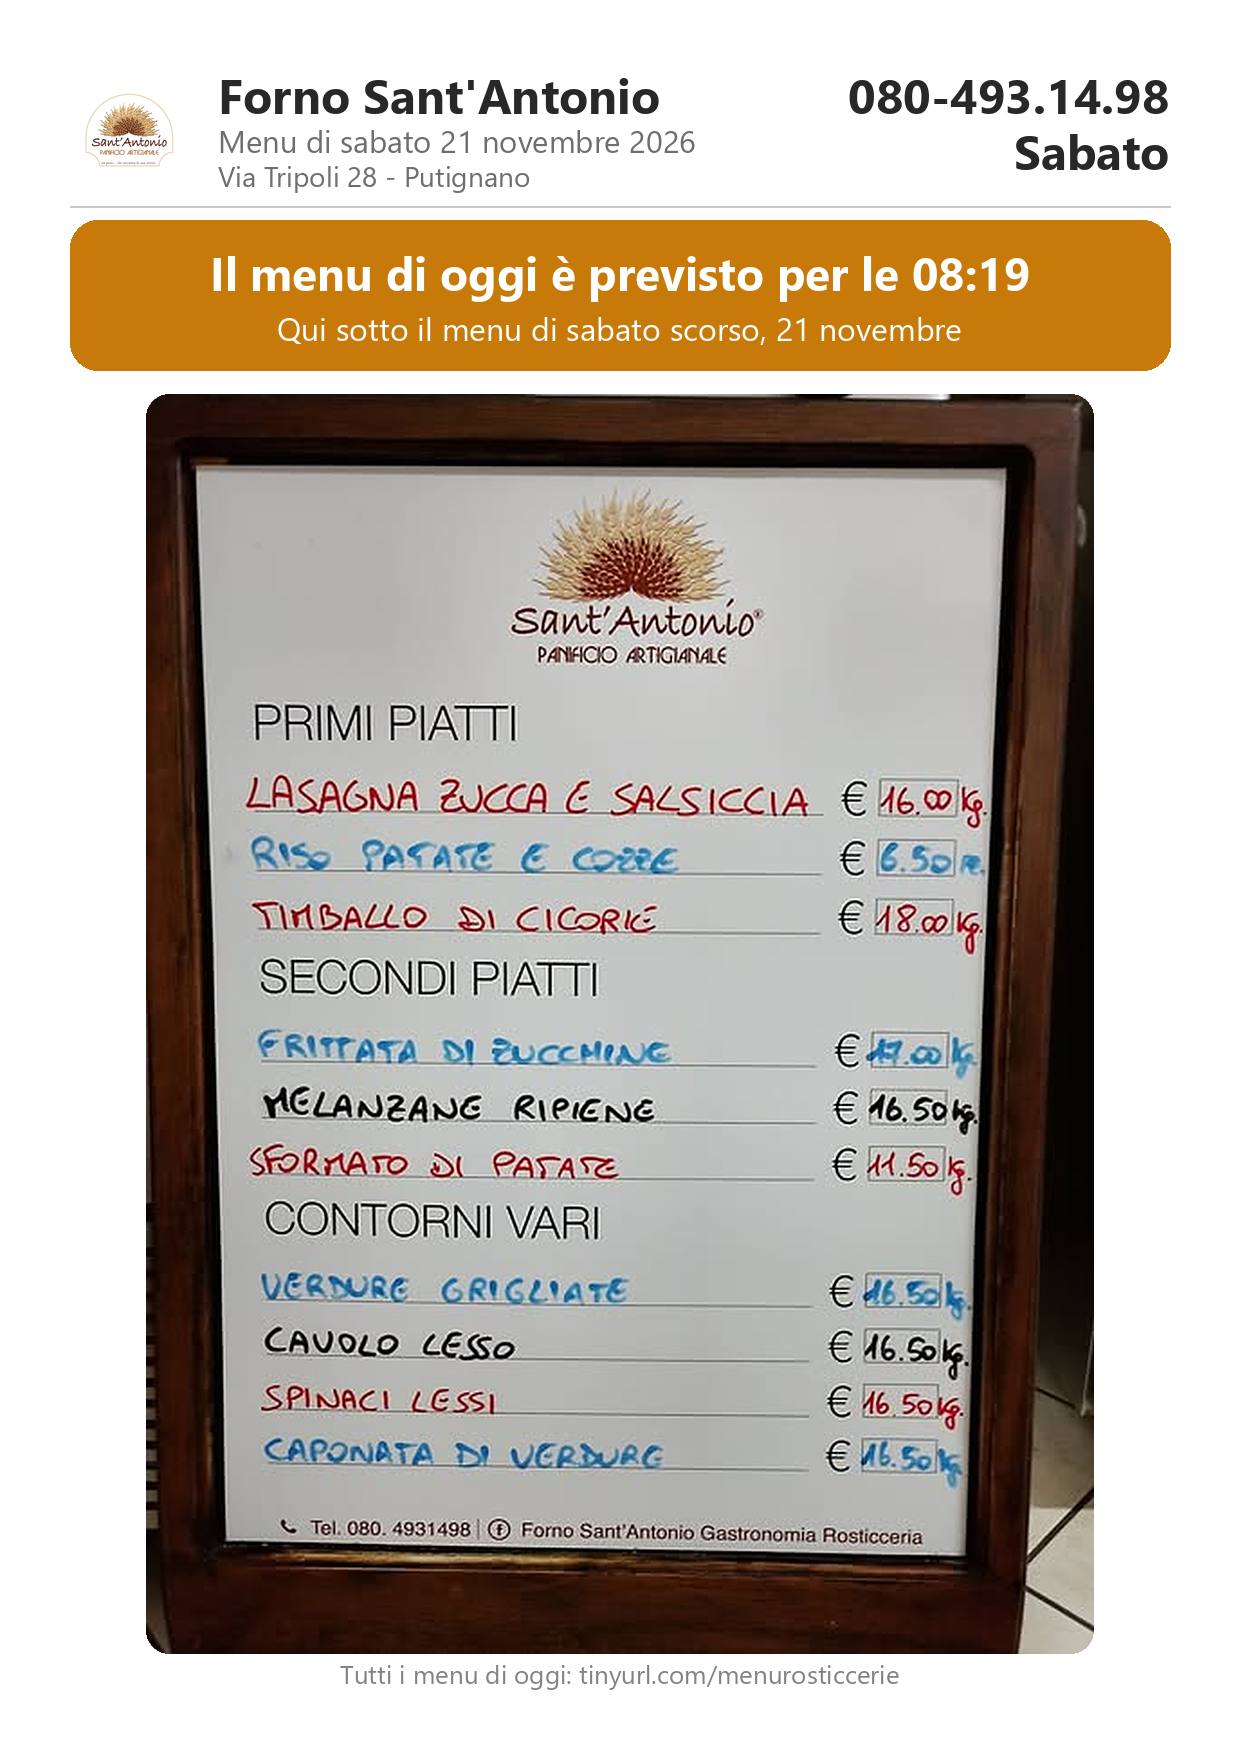 Sant'Antonio
PANIFICIO ARTIGIANALE
Forno Sant'Antonio
Menu di sabato 21 novembre 2026
Via Tripoli 28 - Putignano
080-493.14.98
Sabato
Il menu di oggi è previsto per le 08:19
Qui sotto il menu di sabato scorso, 21 novembre
Sant'Antonio®
PANIFICIO ARTIGIANALE
PRIMI PIATTI
LASAGNA ZUCCA E SALSICCIA € 16.00 Kg.
RISO PATATE E COZZE € 6.50
TIMBALLO DI CICORIE € 18.00 Kg.
SECONDI PIATTI
FRITTATA DI ZUCCHINE € 17.00 Kg.
MELANZANE RIPIENE € 16.50 Kg.
SFORMATO DI PATATE € 11.50 Kg.
CONTORNI VARI
VERDURE GRIGLIATE € 16.50 Kg.
CAVOLO LESSO € 16.50 Kg.
SPINACI LESSI € 16.50 Kg.
CAPONATA DI VERDURE € 16.50 Kg.
Tel. 080. 4931498 | Forno Sant'Antonio Gastronomia Rosticceria
Tutti i menu di oggi: tinyurl.com/menurosticcerie